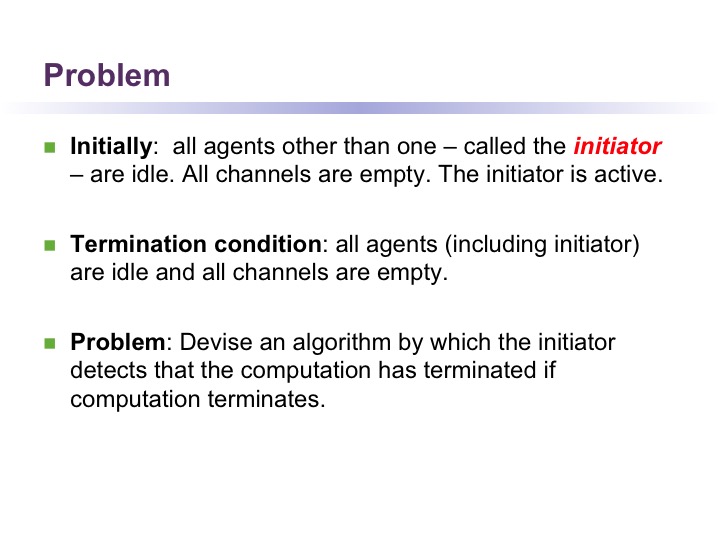 Problem
Initially:  all agents other than one – called the initiator
– are idle. All channels are empty. The initiator is active.
Termination condition: all agents (including initiator)
are idle and all channels are empty.
Problem: Devise an algorithm by which the initiator
detects that the computation has terminated if
computation terminates.